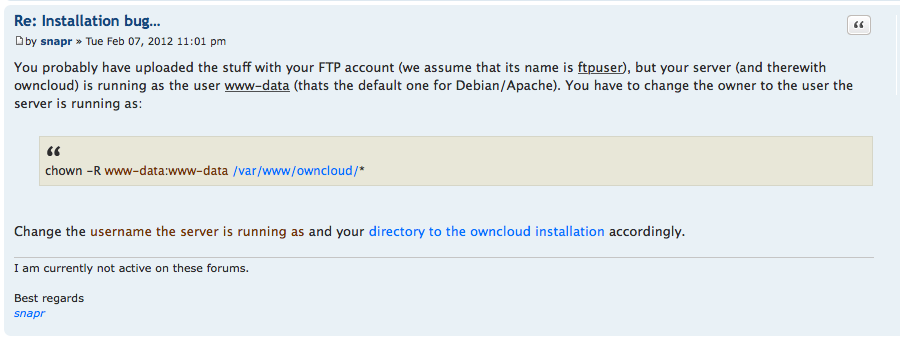 Re: Installation bug...
by snapr » Tue Feb 07, 2012 11:01 pm
You probably have uploaded the stuff with your FTP account (we assume that its name is ftpuser), but your server (and therewith
owncloud) is running as the user www-data (thats the default one for Debian/Apache). You have to change the owner to the user the
server is running as:
chown -R www-data:www-data /var/www/owncloud/*
Change the username the server is running as and your directory to the owncloud installation accordingly.
I am currently not active on these forums.
Best regards
snapr